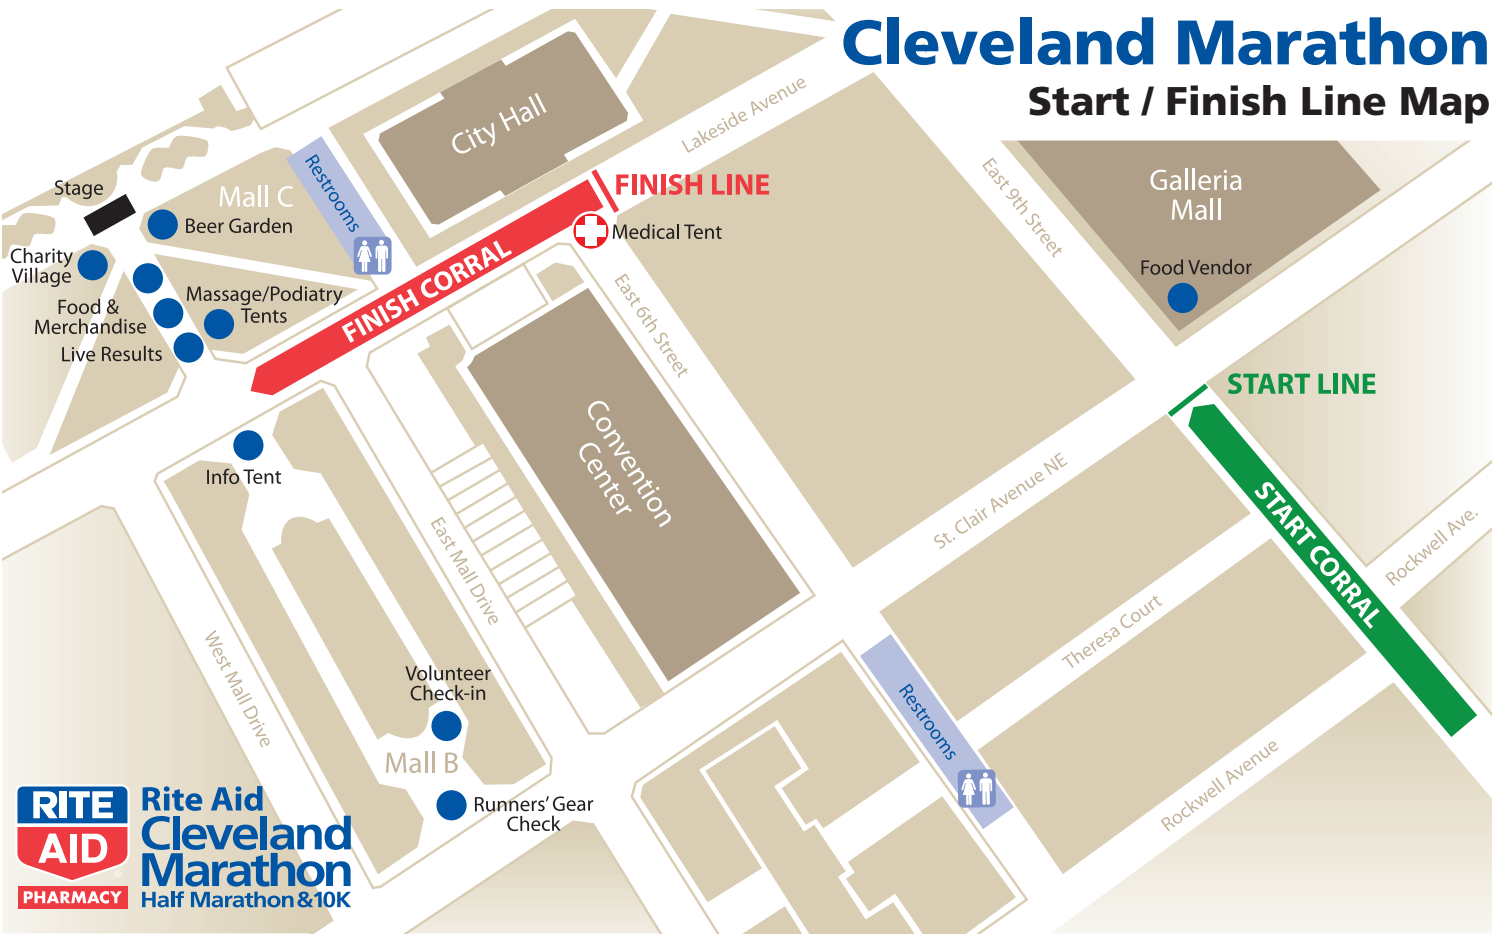 Cleveland Marathon
Start / Finish Line Map
City Hall
Lakeside Avenue
Restrooms
Stage
Mall C
FINISH LINE
East 9th Street
Galleria
Mall
Beer Garden
Medical Tent
Charity
Village
FINISH CORRAL
Food Vendor
Massage/Podiatry
Tents
Food &
Merchandise
Live Results
East 6th Street
START LINE
Convention
Center
Info Tent
St. Clair Avenue NE
START CORRAL
Rockwell Ave.
East Mall Drive
West Mall Drive
Theresa Court
Volunteer
Check-in
Restrooms
Mall B
Rockwell Avenue
Runners' Gear
Check
RITE
AID
®
PHARMACY
Rite Aid
Cleveland
Marathon
Half Marathon & 10K